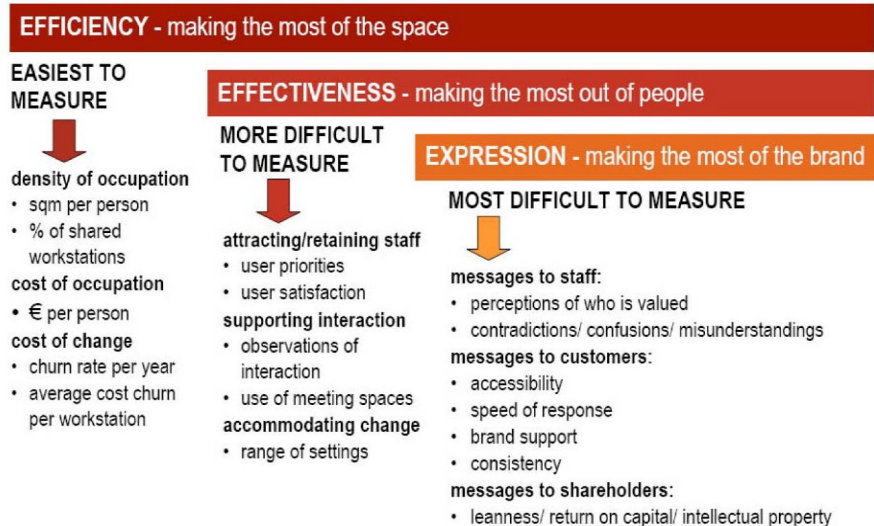 EFFICIENCY - making the most of the space
EASIEST TO
MEASURE
density of occupation
• sqm per person
• % of shared
workstations
cost of occupation
• € per person
cost of change
• churn rate per year
• average cost churn
per workstation
EFFECTIVENESS - making the most out of people
MORE DIFFICULT
TO MEASURE
attracting/retaining staff
• user priorities
• user satisfaction
supporting interaction
• observations of
interaction
• use of meeting spaces
accommodating change
• range of settings
EXPRESSION - making the most of the brand
MOST DIFFICULT TO MEASURE
messages to staff:
• perceptions of who is valued
• contradictions/ confusions/ misunderstandings
messages to customers:
• accessibility
• speed of response
• brand support
• consistency
messages to shareholders:
• leanness/ return on capital/ intellectual property